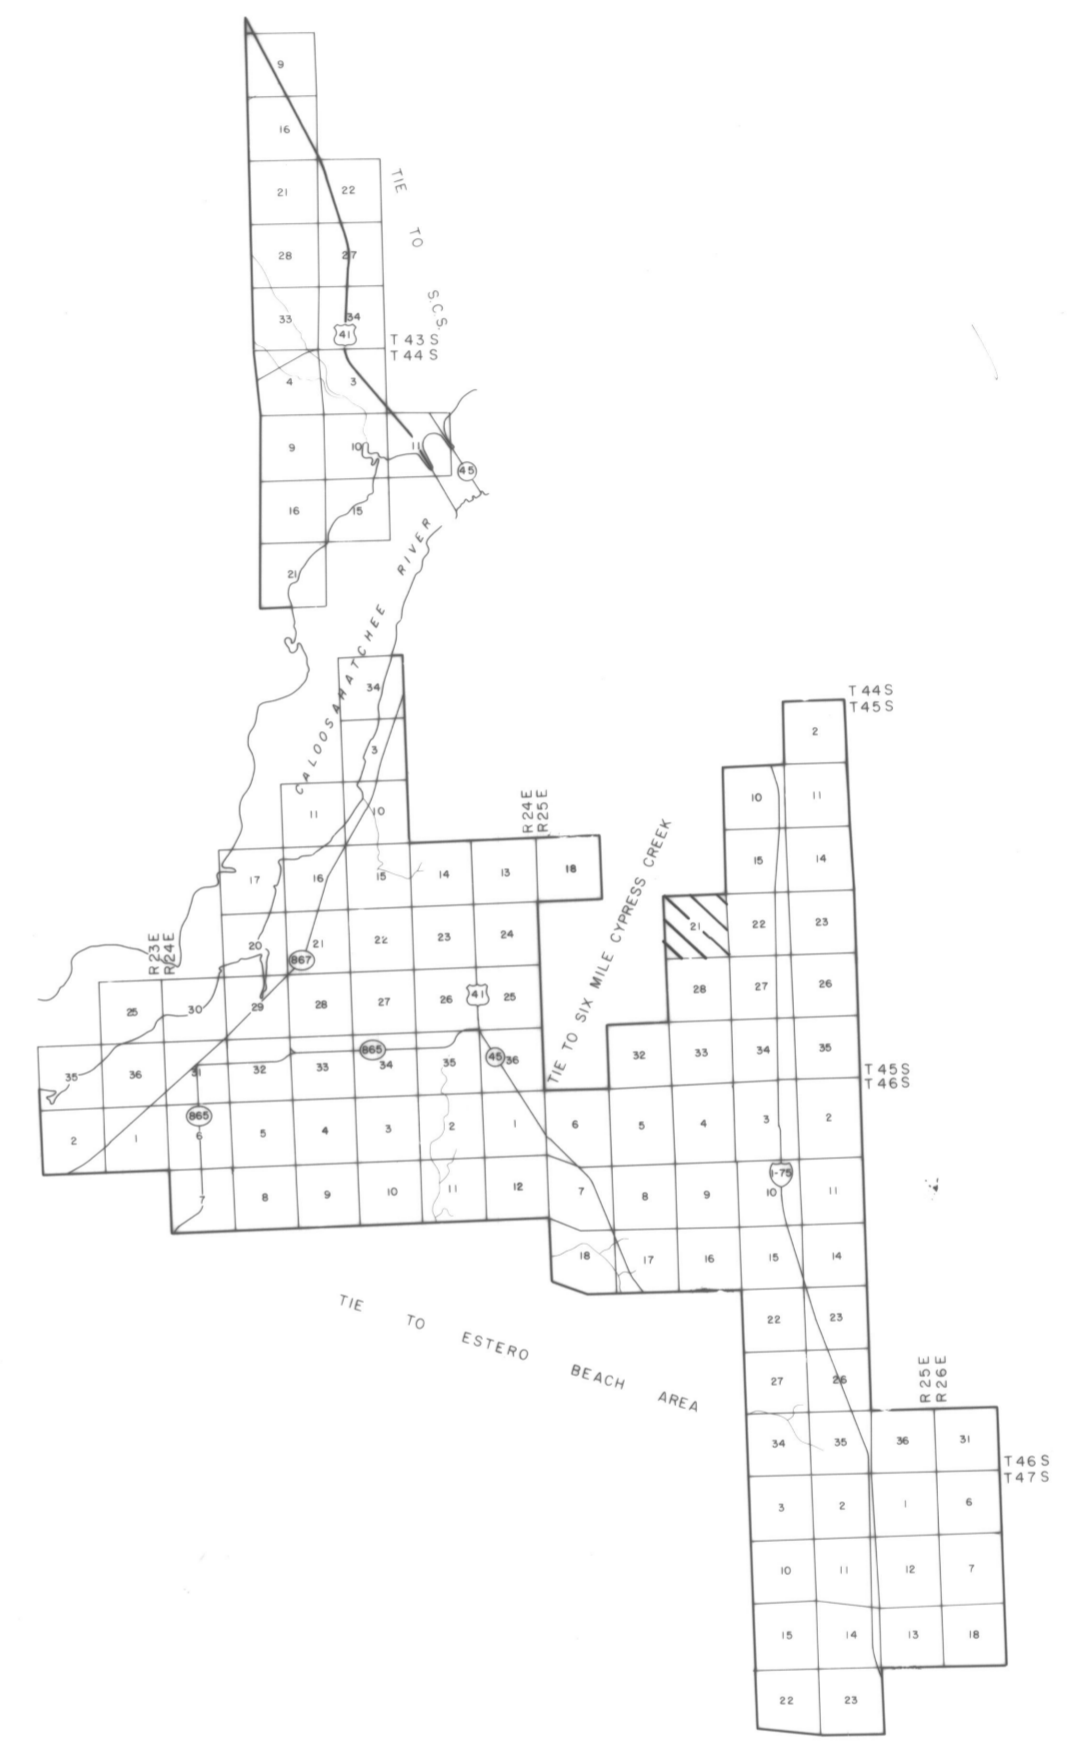 9
16
21 22
TIE TO S.C.S.
28 27
33 34
41
T 43 S
T 44 S
4 3
9 10 11
45
16 15
21
CALOOSAHATCHEE RIVER
34
3
T 44 S
T 45 S
2
11 10
R24E
R25E
10 11
17 16 15 14 13 18
15 14
TIE TO SIX MILE CYPRESS CREEK
R23E
R24E
20 21 22 23 24
867
21 22 23
25 30 29 28 27 26 41 25
28 27 26
35 36 31 32 33 865 34 35 45 36
32 33 34 35
T 45 S
T 46 S
865
2 1 6 5 4 3 2 1 6 5 4 3 2
I-75
7 8 9 10 11 12 7 8 9 10 11
18 17 16 15 14
TIE TO ESTERO BEACH AREA
22 23
27 26
R25E
R26E
34 35 36 31
T 46 S
T 47 S
3 2 1 6
10 11 12 7
15 14 13 18
22 23